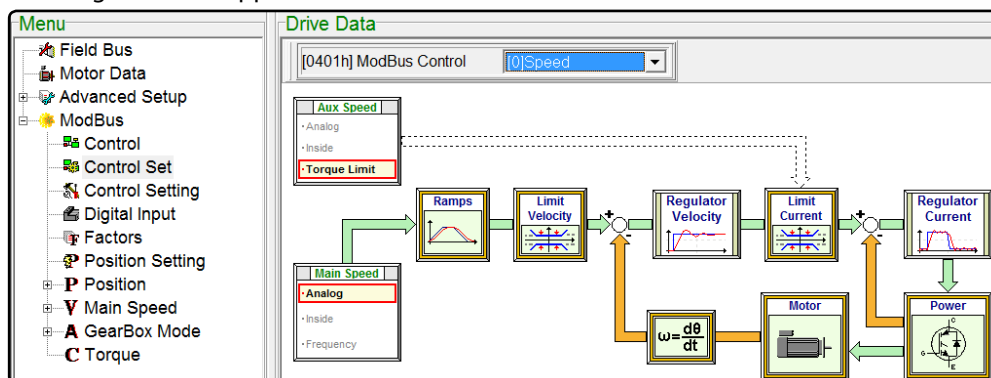 Menu
Field Bus
Motor Data
Advanced Setup
ModBus
Control
Control Set
Control Setting
Digital Input
Factors
Position Setting
P Position
V Main Speed
A GearBox Mode
C Torque
Drive Data
[0401h] ModBus Control [0]Speed
Aux Speed
·Analog
·Inside
·Torque Limit
Main Speed
·Analog
·Inside
·Frequency
Ramps
Limit
Velocity
+
-
Regulator
Velocity
Limit
Current
+
-
Regulator
Current
ω=dθ/dt
Motor
Power
C
G
E